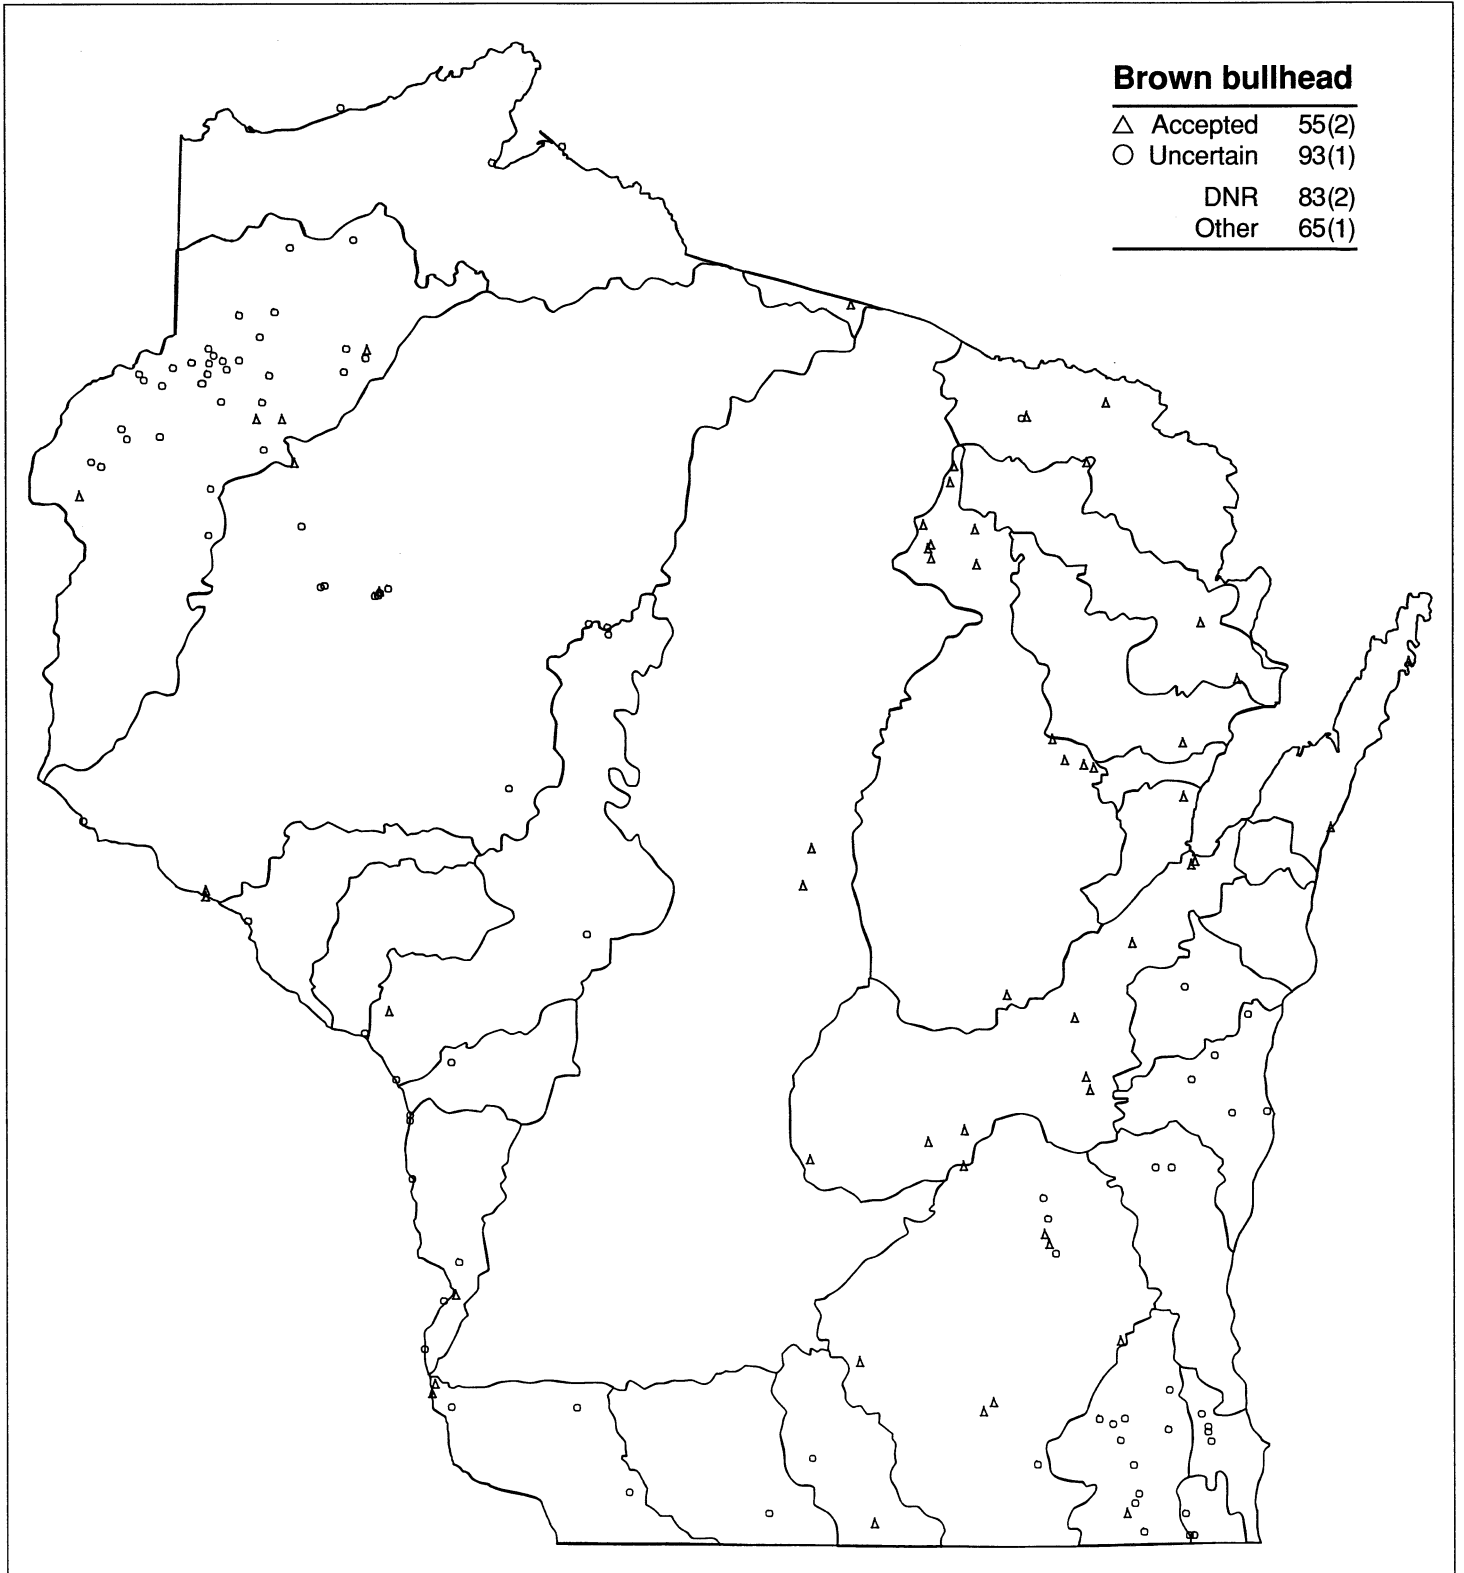 Brown bullhead
△ Accepted 55(2)
○ Uncertain 93(1)
DNR 83(2)
Other 65(1)